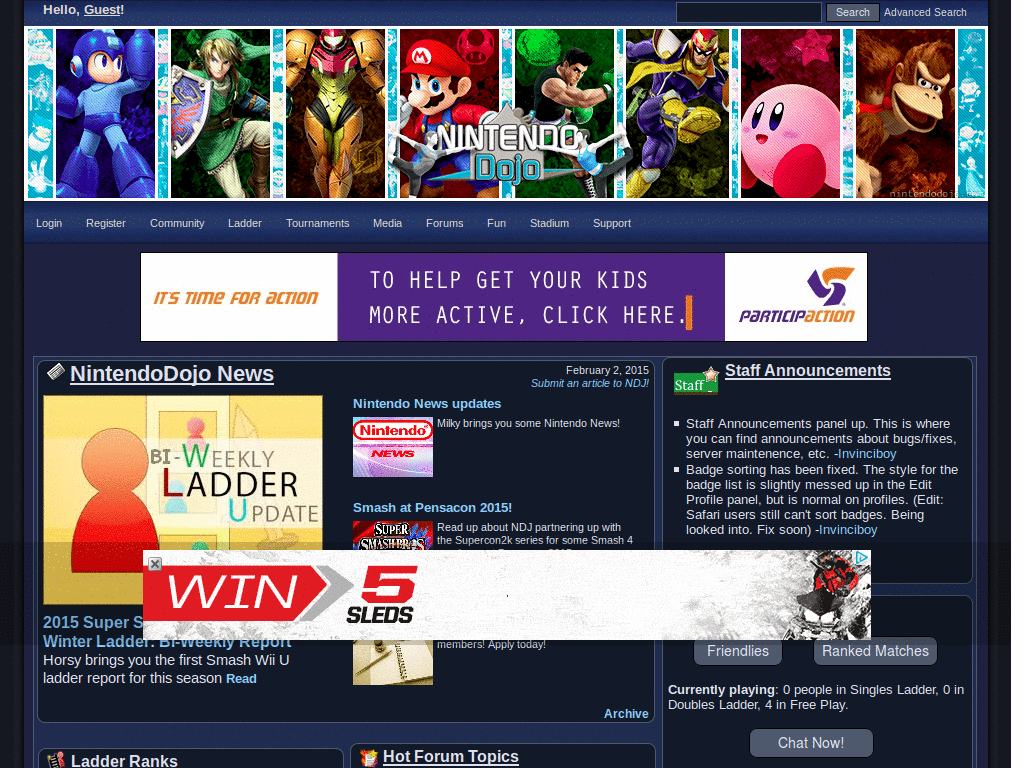 Hello, Guest!
Search
Advanced Search
NINTENDO
Dojo
Login Register Community Ladder Tournaments Media Forums Fun Stadium Support
IT'S TIME FOR ACTION
TO HELP GET YOUR KIDS
MORE ACTIVE, CLICK HERE.
PARTICIPACTION
NintendoDojo News
February 2, 2015
Submit an article to NDJ!
BI-WEEKLY
LADDER
UPDATE
2015 Super S
Winter Ladder: Bi-Weekly Report
Horsy brings you the first Smash Wii U
ladder report for this season Read
Nintendo News updates
Nintendo
NEWS
Milky brings you some Nintendo News!
Smash at Pensacon 2015!
SUPER
SMASH BROS
Read up about NDJ partnering up with
the Supercon2k series for some Smash 4
members! Apply today!
Archive
WIN 5
SLEDS
Staff
Staff Announcements
Staff Announcements panel up. This is where
you can find announcements about bugs/fixes,
server maintenence, etc. -Invinciboy
Badge sorting has been fixed. The style for the
badge list is slightly messed up in the Edit
Profile panel, but is normal on profiles. (Edit:
Safari users still can't sort badges. Being
looked into. Fix soon) -Invinciboy
Friendlies
Ranked Matches
Currently playing: 0 people in Singles Ladder, 0 in
Doubles Ladder, 4 in Free Play.
Chat Now!
Ladder Ranks
Hot Forum Topics